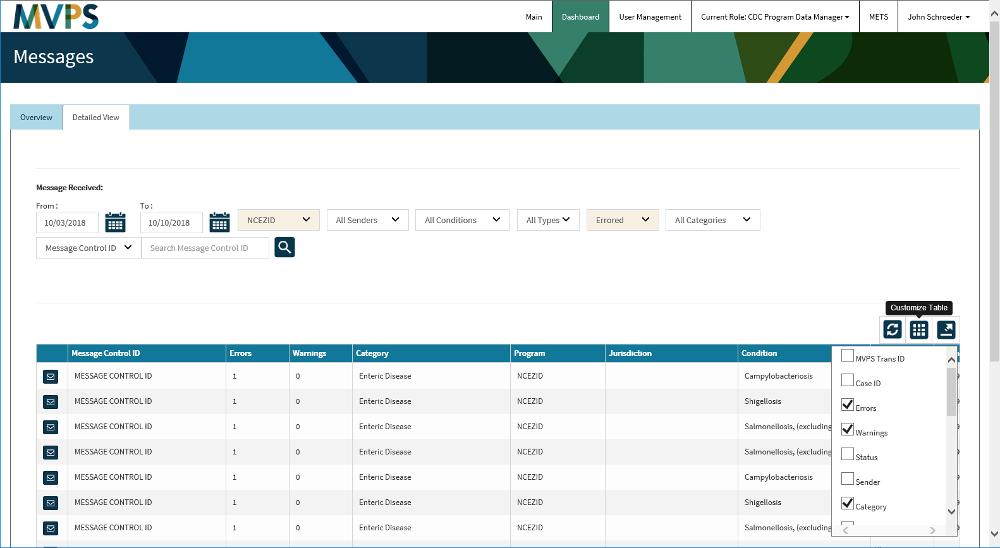 MVPS
Main Dashboard User Management Current Role: CDC Program Data Manager METS John Schroeder
Messages
Overview Detailed View
Message Received:
From : To :
10/03/2018 10/10/2018 NCEZID All Senders All Conditions All Types Errored All Categories
Message Control ID Search Message Control ID
Customize Table
Message Control ID Errors Warnings Category Program Jurisdiction Condition
MESSAGE CONTROL ID 1 0 Enteric Disease NCEZID Campylobacteriosis
MESSAGE CONTROL ID 1 0 Enteric Disease NCEZID Shigellosis
MESSAGE CONTROL ID 1 0 Enteric Disease NCEZID Salmonellosis, (excluding
MESSAGE CONTROL ID 1 0 Enteric Disease NCEZID Salmonellosis, (excluding
MESSAGE CONTROL ID 1 0 Enteric Disease NCEZID Campylobacteriosis
MESSAGE CONTROL ID 1 0 Enteric Disease NCEZID Shigellosis
MESSAGE CONTROL ID 1 0 Enteric Disease NCEZID Salmonellosis, (excluding
MVPS Trans ID
Case ID
Errors
Warnings
Status
Sender
Category